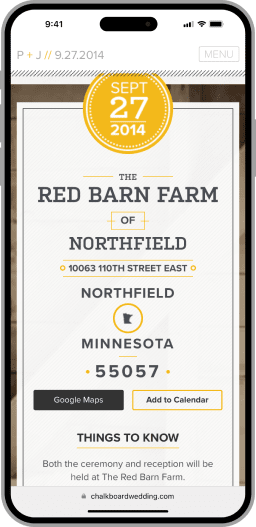 9:41
P + J // 9.27.2014
MENU
SEPT
27
2014
THE
RED BARN FARM
OF
NORTHFIELD
10063 110TH STREET EAST
NORTHFIELD
MINNESOTA
55057
Google Maps
Add to Calendar
THINGS TO KNOW
Both the ceremony and reception will be
held at The Red Barn Farm.
chalkboardwedding.com